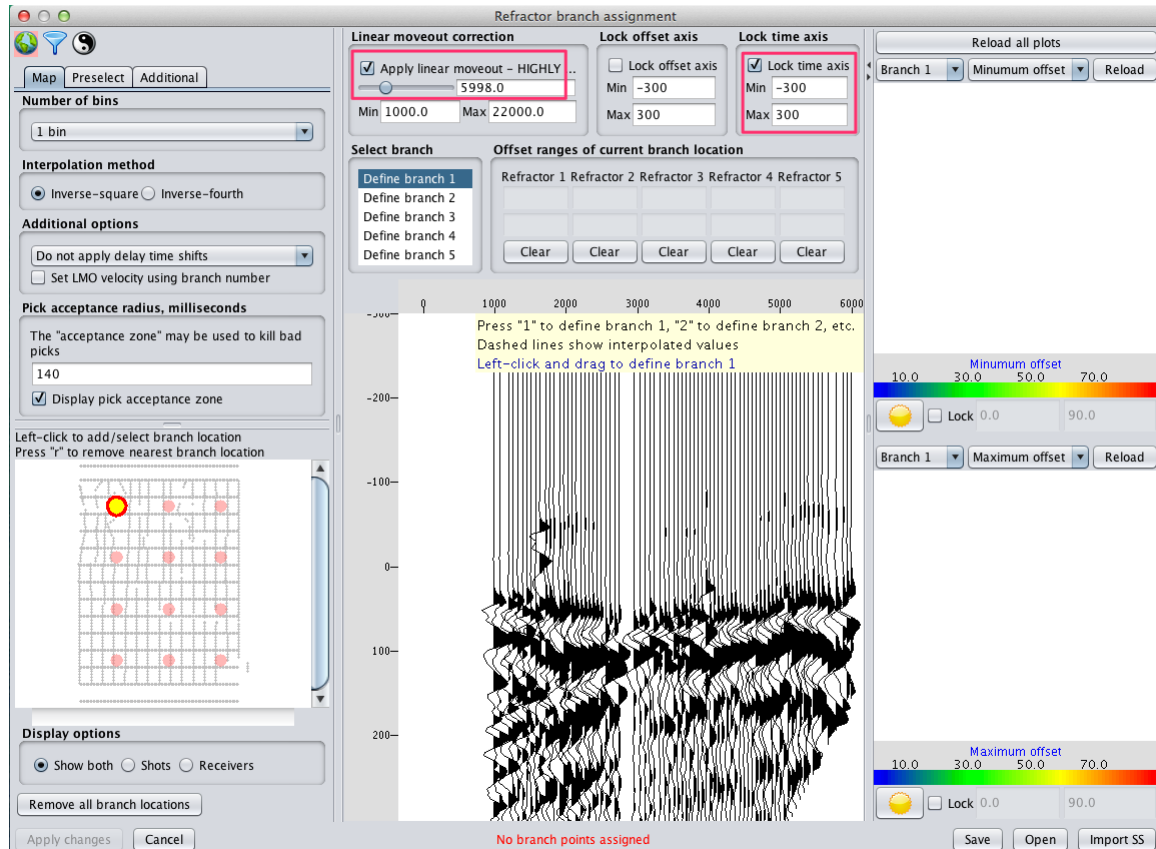 Refractor branch assignment
Map Preselect Additional
Number of bins
1 bin
Interpolation method
Inverse-square Inverse-fourth
Additional options
Do not apply delay time shifts
Set LMO velocity using branch number
Pick acceptance radius, milliseconds
The "acceptance zone" may be used to kill bad
picks
140
Display pick acceptance zone
Left-click to add/select branch location
Press "r" to remove nearest branch location
Display options
Show both Shots Receivers
Remove all branch locations
Apply changes Cancel
Linear moveout correction
Apply linear moveout - HIGHLY ...
5998.0
Min 1000.0 Max 22000.0
Lock offset axis
Lock offset axis
Min -300
Max 300
Lock time axis
Lock time axis
Min -300
Max 300
Select branch
Define branch 1
Define branch 2
Define branch 3
Define branch 4
Define branch 5
Offset ranges of current branch location
Refractor 1 Refractor 2 Refractor 3 Refractor 4 Refractor 5
Clear Clear Clear Clear Clear
0 1000 2000 3000 4000 5000 6000
-300
Press "1" to define branch 1, "2" to define branch 2, etc.
Dashed lines show interpolated values
Left-click and drag to define branch 1
-200
-100
0
100
200
No branch points assigned
Reload all plots
Branch 1 Minumum offset Reload
Minimum offset
10.0 30.0 50.0 70.0
Lock 0.0 90.0
Branch 1 Maximum offset Reload
Maximum offset
10.0 30.0 50.0 70.0
Lock 0.0 90.0
Save Open Import SS